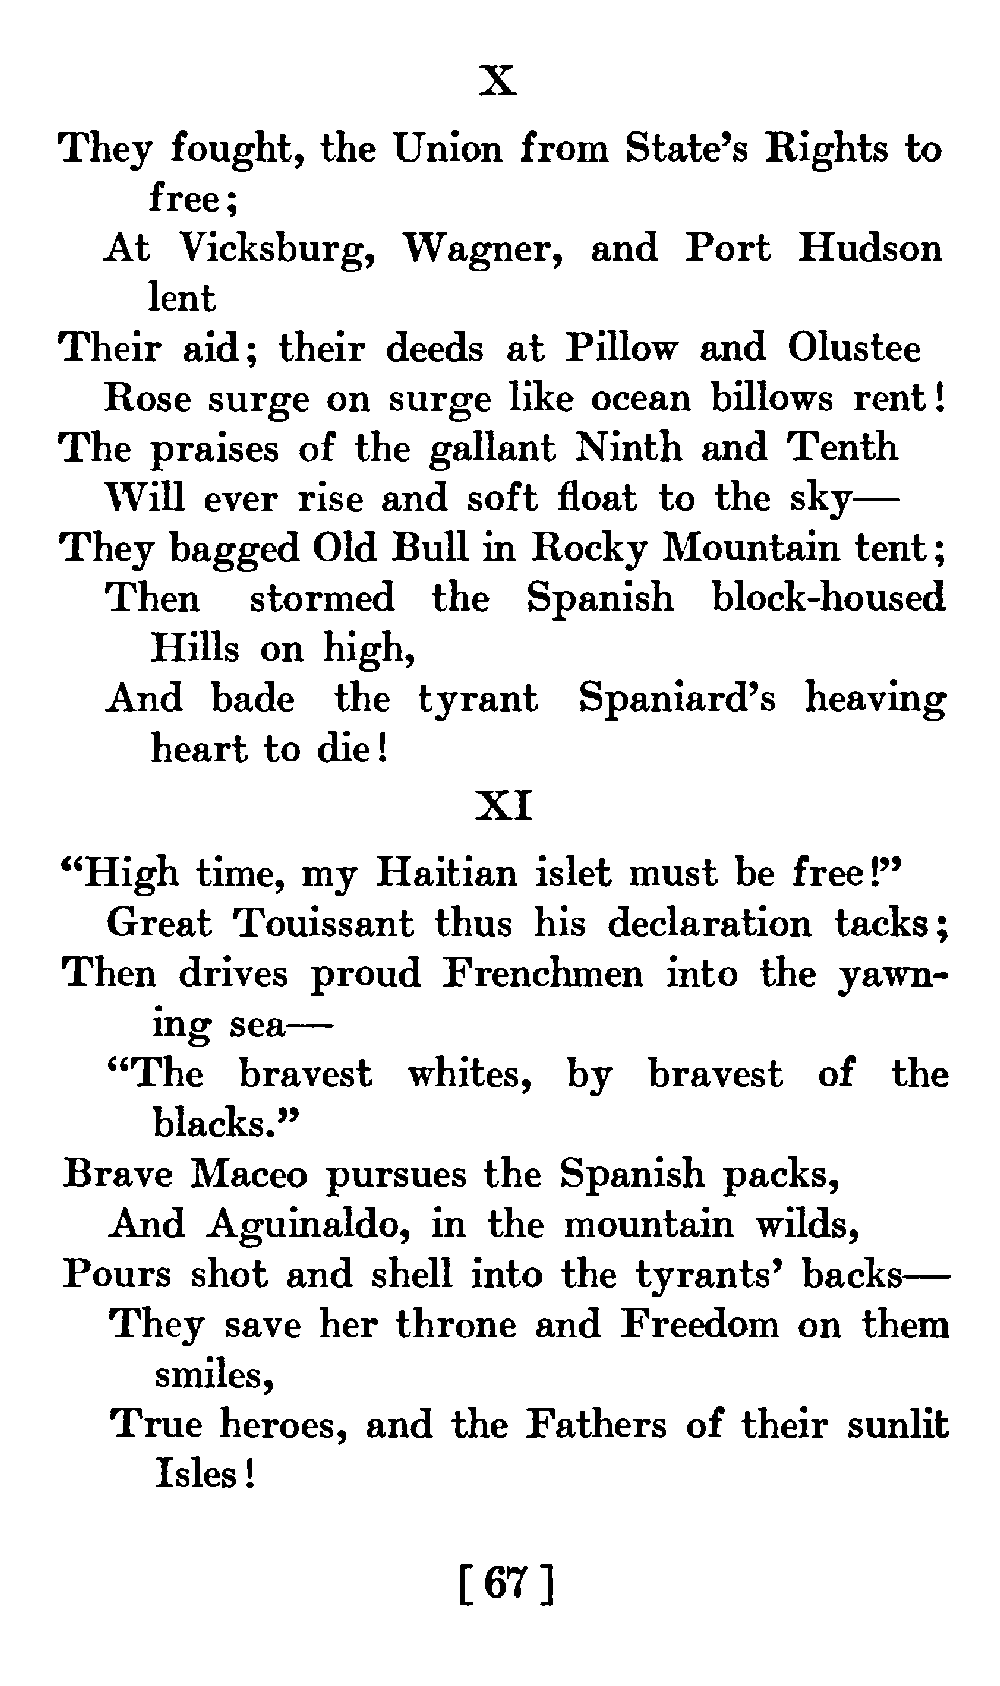 X
They fought, the Union from State's Rights to
free;
At Vicksburg, Wagner, and Port Hudson
lent
Their aid; their deeds at Pillow and Olustee
Rose surge on surge like ocean billows rent!
The praises of the gallant Ninth and Tenth
Will ever rise and soft float to the sky—
They bagged Old Bull in Rocky Mountain tent;
Then stormed the Spanish block-housed
Hills on high,
And bade the tyrant Spaniard's heaving
heart to die!
XI
"High time, my Haitian islet must be free!"
Great Touissant thus his declaration tacks;
Then drives proud Frenchmen into the yawn-
ing sea—
"The bravest whites, by bravest of the
blacks."
Brave Maceo pursues the Spanish packs,
And Aguinaldo, in the mountain wilds,
Pours shot and shell into the tyrants' backs—
They save her throne and Freedom on them
smiles,
True heroes, and the Fathers of their sunlit
Isles!
[ 67 ]